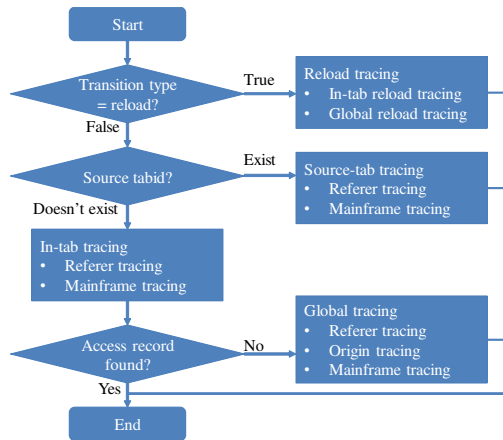 Start
Transition type
= reload?
True
Reload tracing
• In-tab reload tracing
• Global reload tracing
False
Source tabid?
Exist
Source-tab tracing
• Referer tracing
• Mainframe tracing
Doesn't exist
In-tab tracing
• Referer tracing
• Mainframe tracing
Access record
found?
No
Global tracing
• Referer tracing
• Origin tracing
• Mainframe tracing
Yes
End